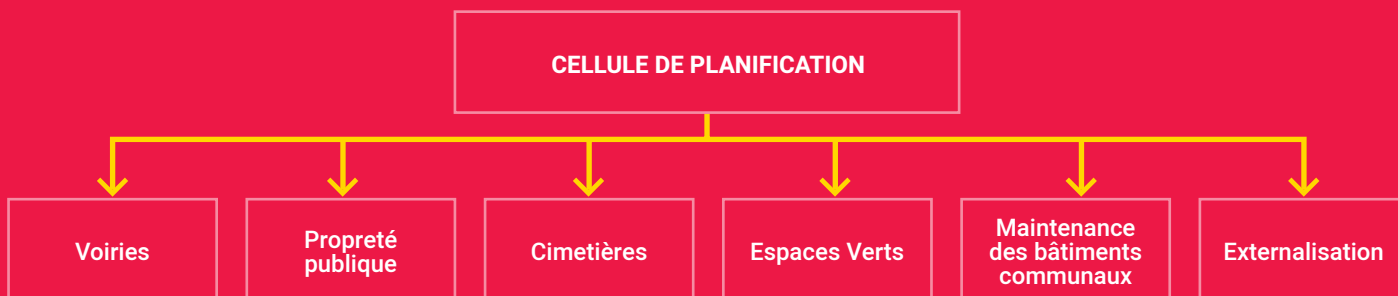 CELLULE DE PLANIFICATION
Voiries
Propreté
publique
Cimetières
Espaces Verts
Maintenance
des bâtiments
communaux
Externalisation